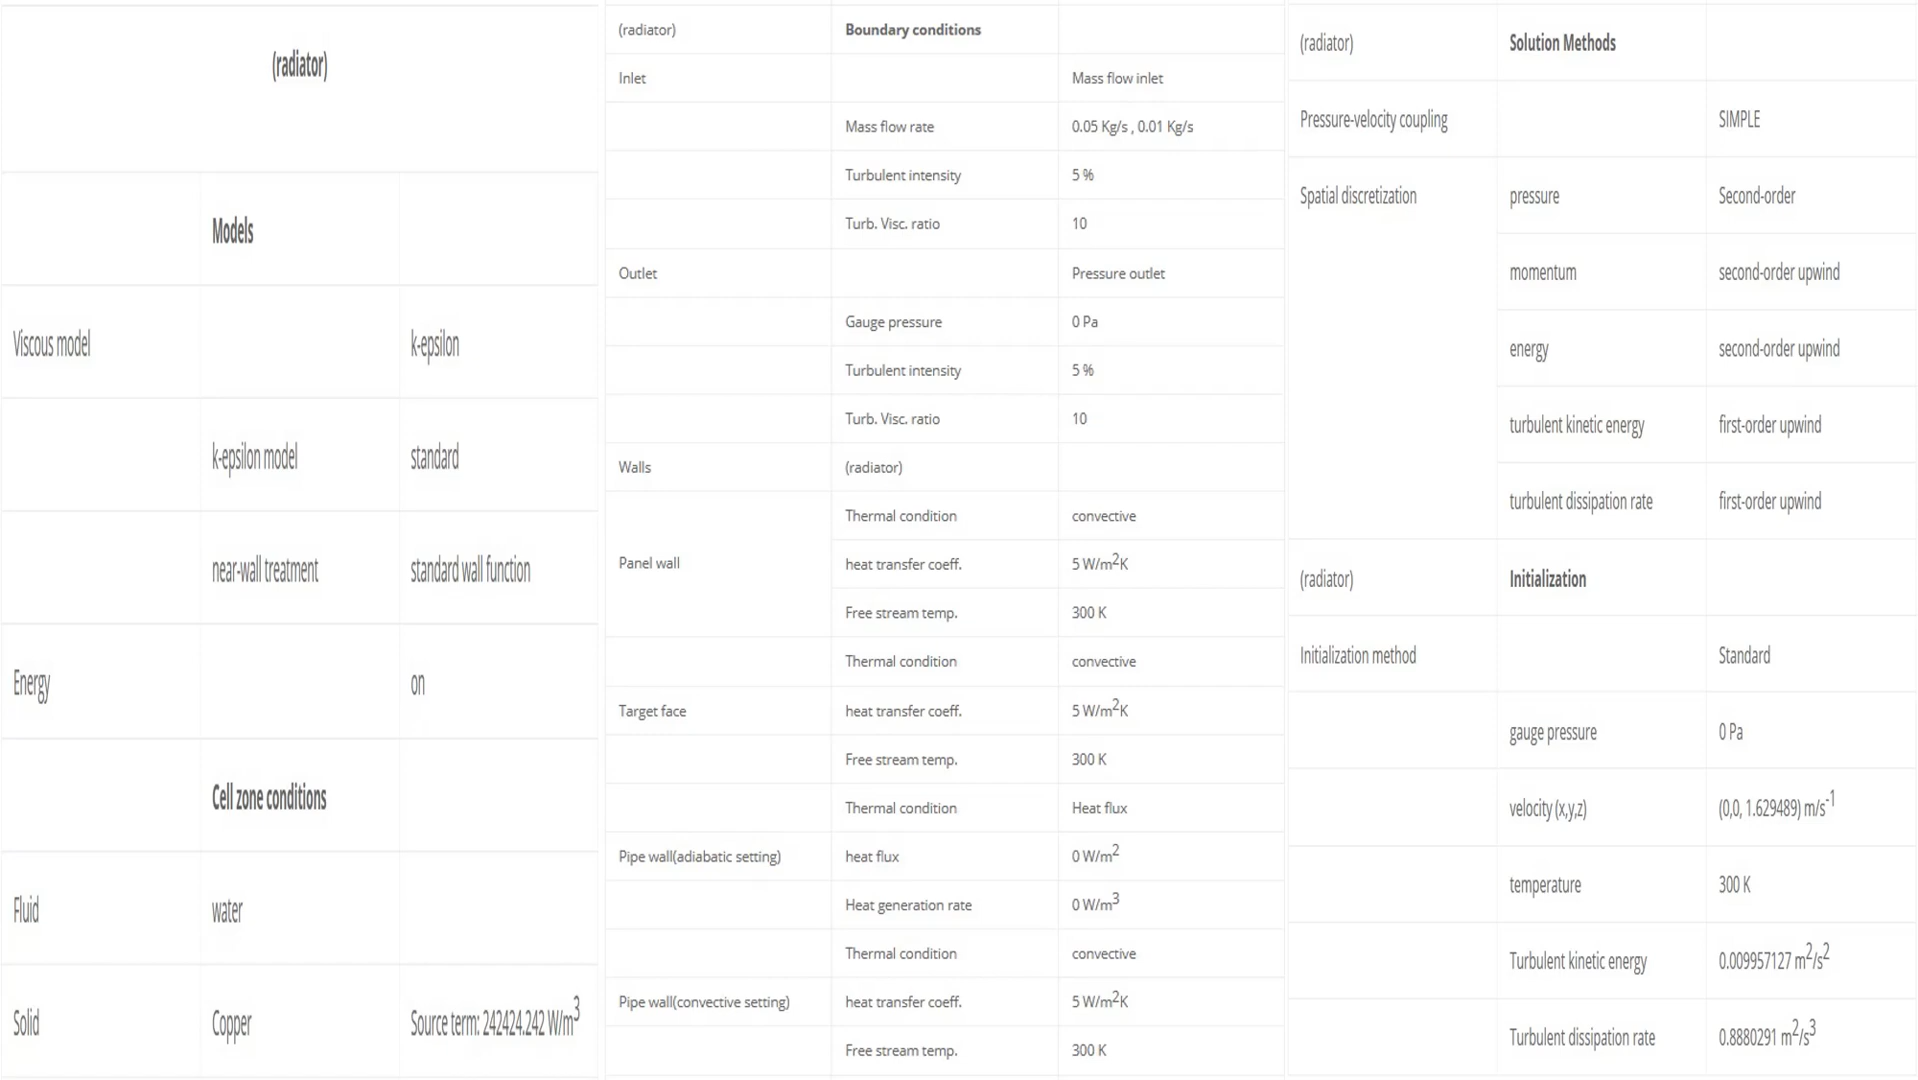 (radiator)
Models
Viscous model k-epsilon
k-epsilon model standard
near-wall treatment standard wall function
Energy on
Cell zone conditions
Fluid water
Solid Copper Source term: 242424.242 W/m3
(radiator) Boundary conditions
Inlet Mass flow inlet
Mass flow rate 0.05 Kg/s , 0.01 Kg/s
Turbulent intensity 5 %
Turb. Visc. ratio 10
Outlet Pressure outlet
Gauge pressure 0 Pa
Turbulent intensity 5 %
Turb. Visc. ratio 10
Walls (radiator)
Thermal condition convective
Panel wall heat transfer coeff. 5 W/m2K
Free stream temp. 300 K
Thermal condition convective
Target face heat transfer coeff. 5 W/m2K
Free stream temp. 300 K
Thermal condition Heat flux
Pipe wall(adiabatic setting) heat flux 0 W/m2
Heat generation rate 0 W/m3
Thermal condition convective
Pipe wall(convective setting) heat transfer coeff. 5 W/m2K
Free stream temp. 300 K
(radiator) Solution Methods
Pressure-velocity coupling SIMPLE
Spatial discretization pressure Second-order
momentum second-order upwind
energy second-order upwind
turbulent kinetic energy first-order upwind
turbulent dissipation rate first-order upwind
(radiator) Initialization
Initialization method Standard
gauge pressure 0 Pa
velocity (x,y,z) (0,0, 1.629489) m/s-1
temperature 300 K
Turbulent kinetic energy 0.009957127 m2/s2
Turbulent dissipation rate 0.8880291 m2/s3